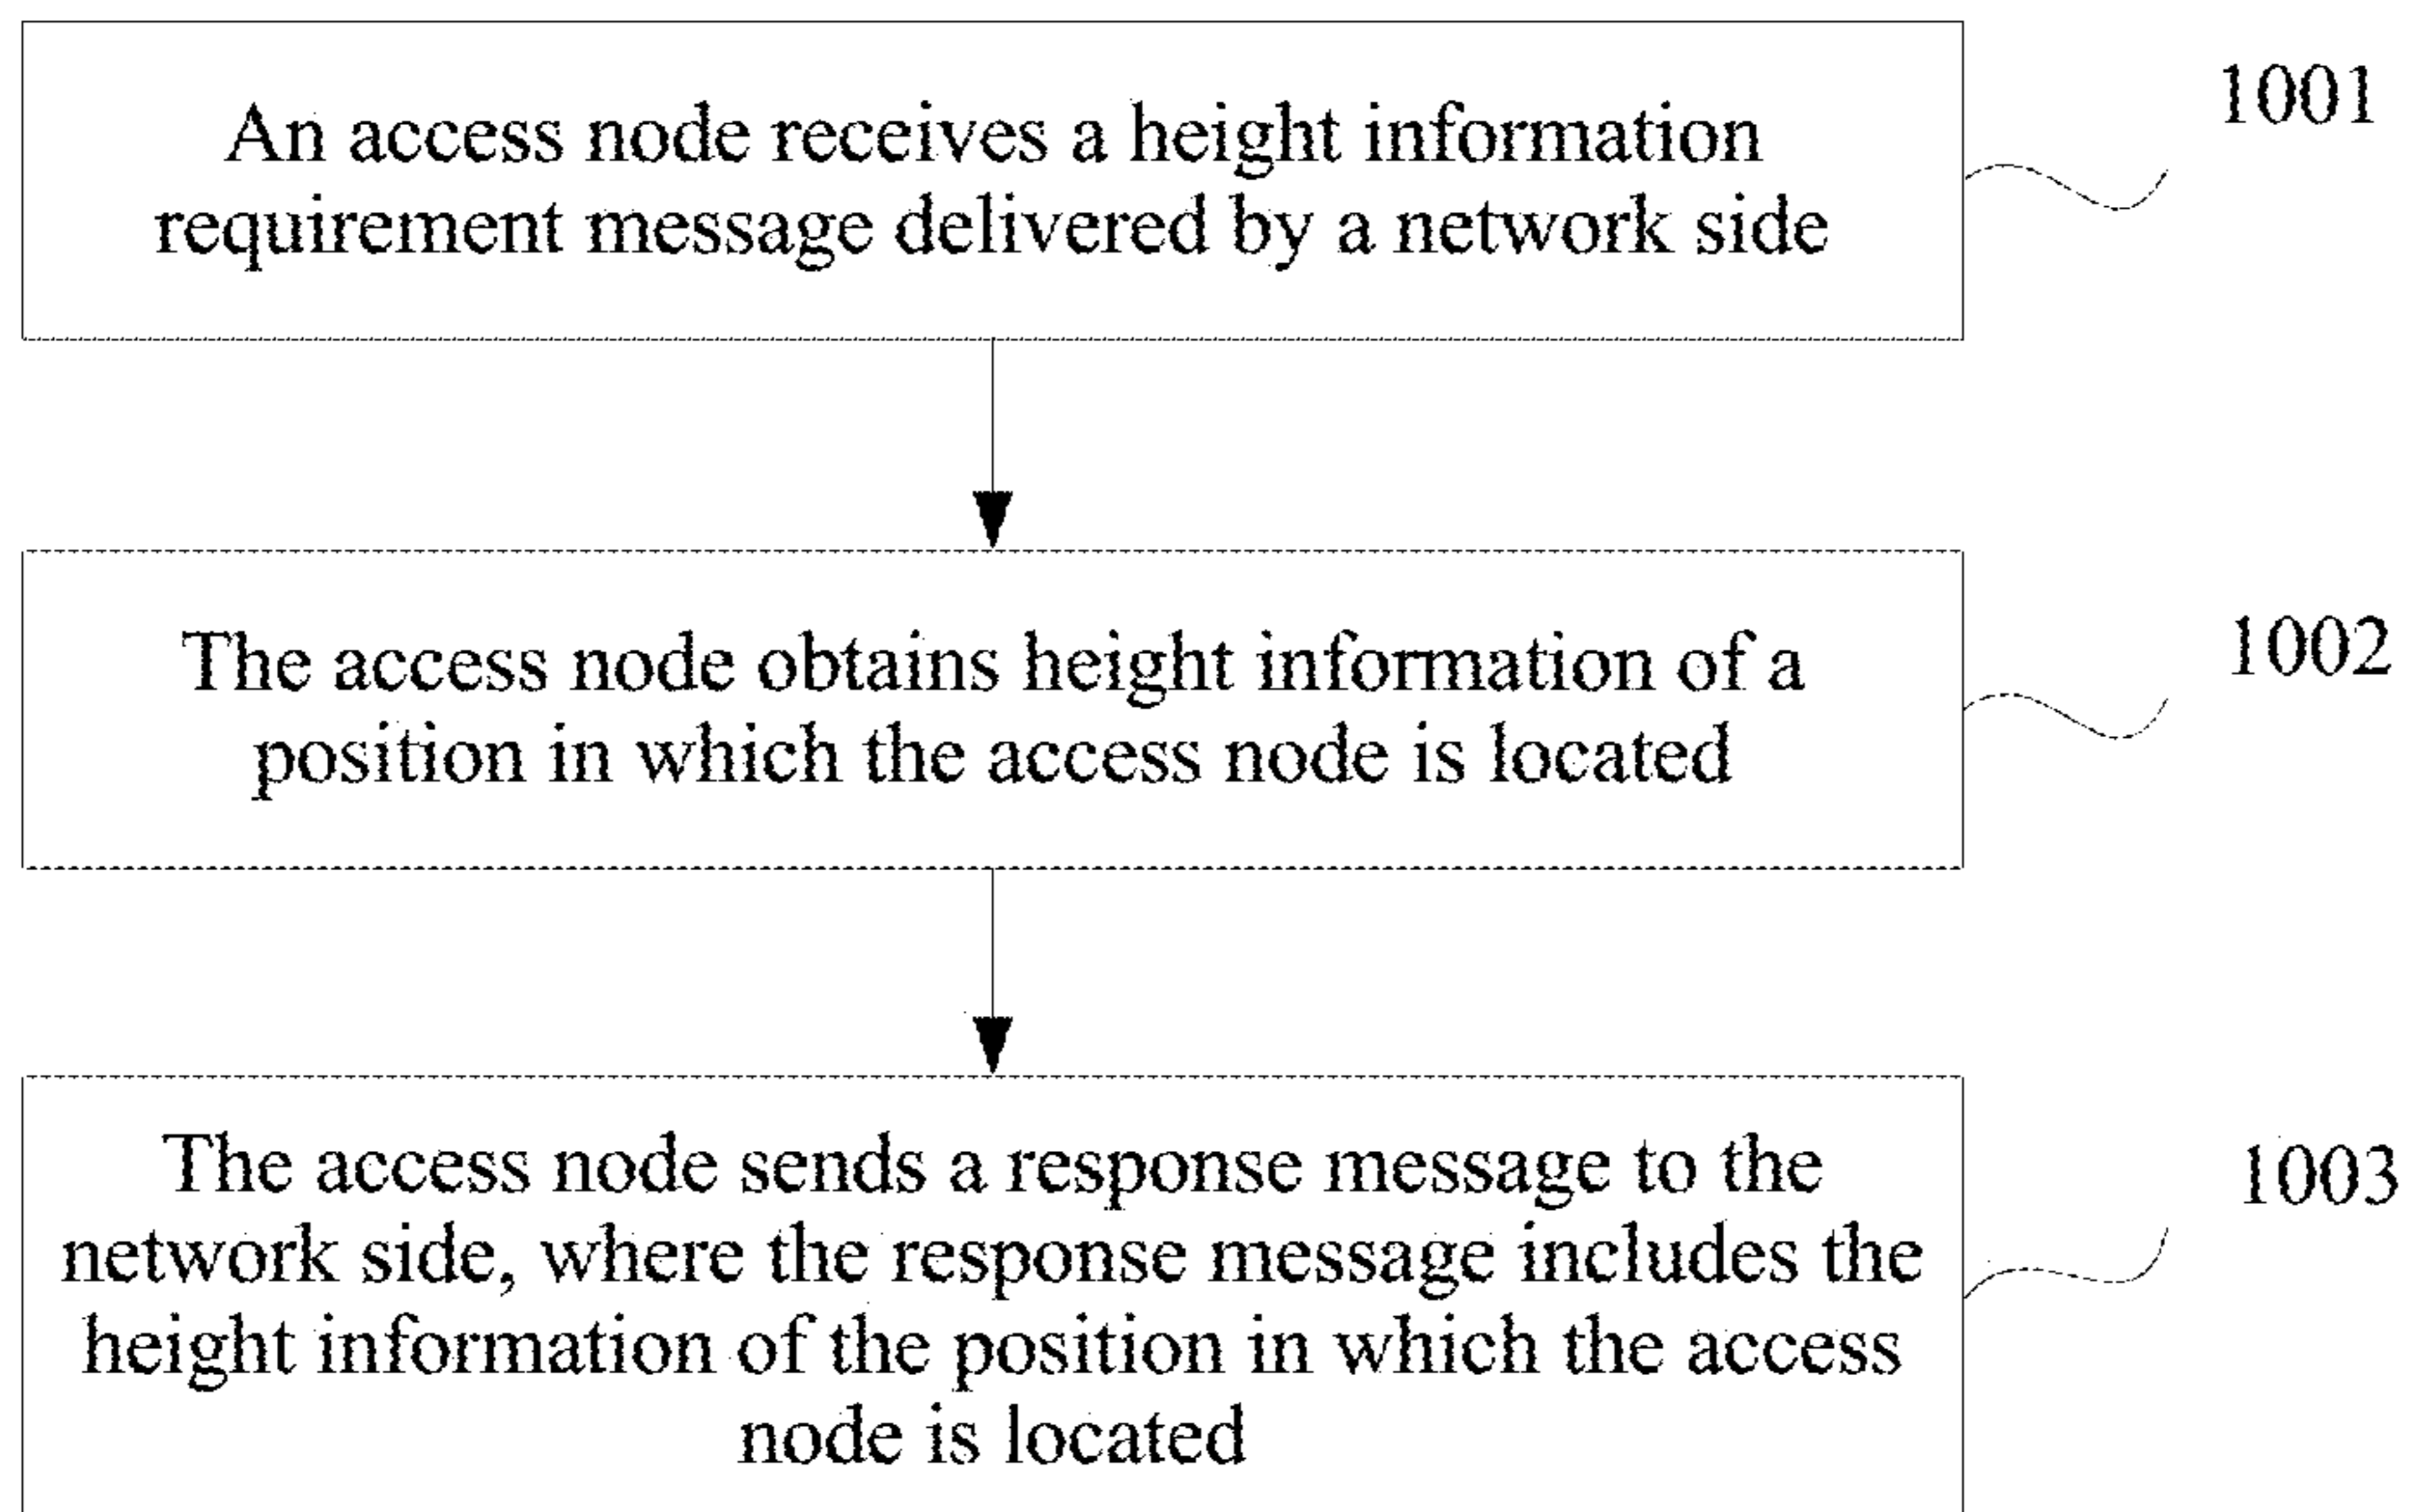 An access node receives a height information
requirement message delivered by a network side
1001
The access node obtains height information of a
position in which the access node is located
1002
The access node sends a response message to the
network side, where the response message includes the
height information of the position in which the access
node is located
1003